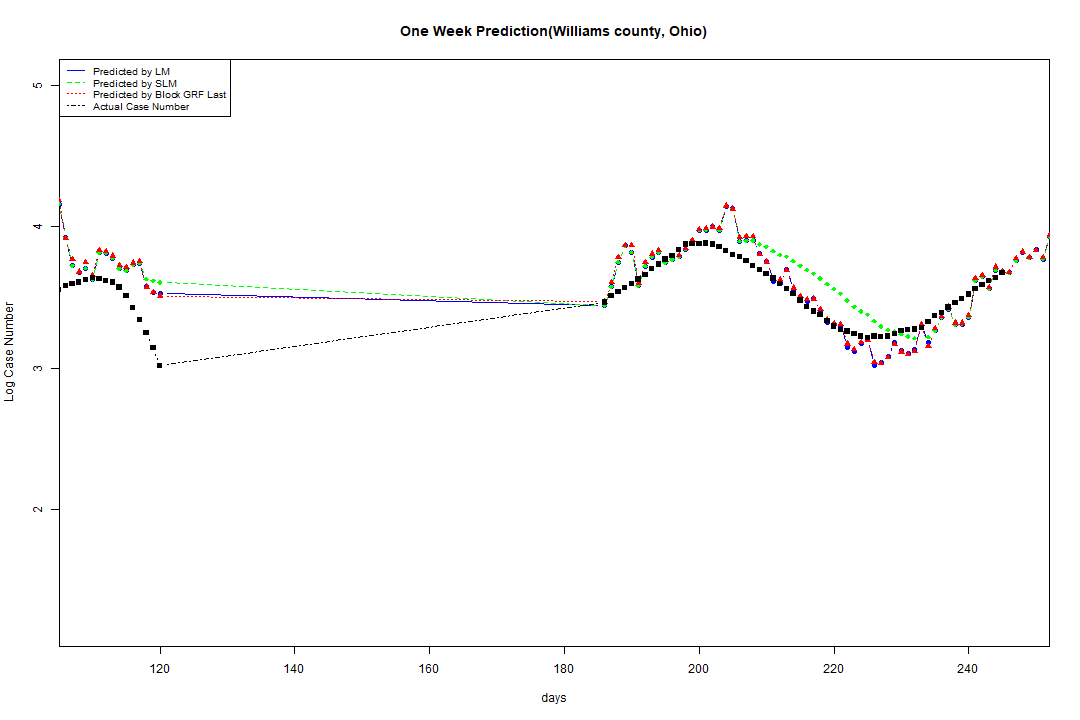 One Week Prediction(Williams county, Ohio)
Predicted by LM
Predicted by SLM
Predicted by Block GRF Last
Actual Case Number
5
4
3
2
Log Case Number
120
140
160
180
200
220
240
days